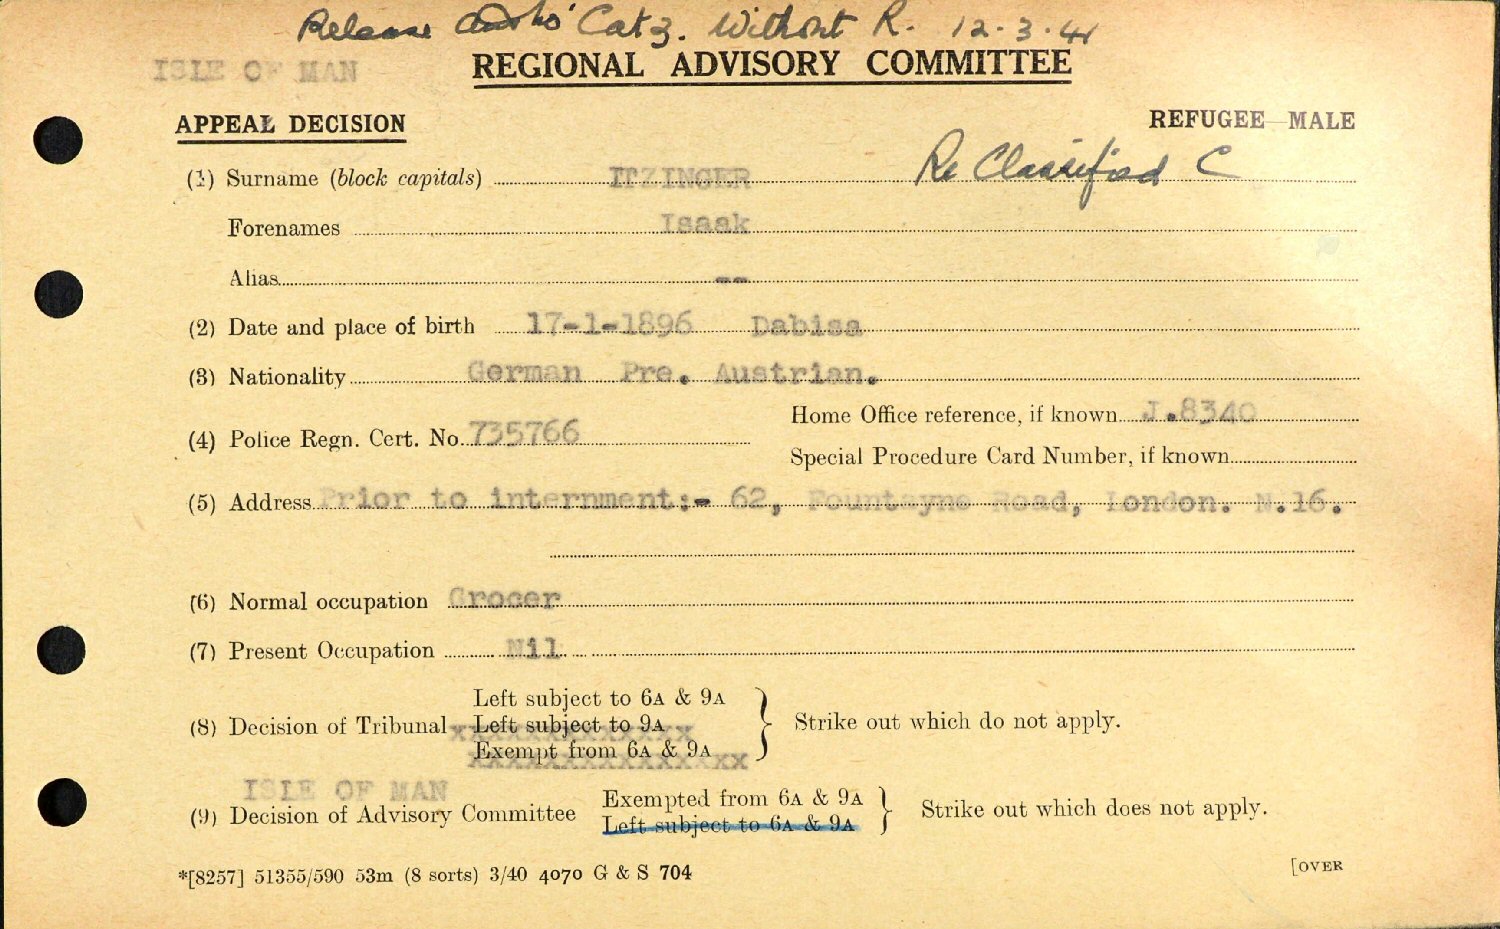 Release Cat 3. Without R. 12.3.41
ISLE OF MAN
REGIONAL ADVISORY COMMITTEE
APPEAL DECISION
REFUGEE—MALE
Re Classified C
(1) Surname (block capitals) ITZINGER
Forenames Isaak
Alias --
(2) Date and place of birth 17-1-1896 Dabisa
(3) Nationality German Pre. Austrian.
Home Office reference, if known J.8340
(4) Police Regn. Cert. No. 735766
Special Procedure Card Number, if known
(5) Address Prior to internment:- 62, Fountayne Road, London. N.16.
(6) Normal occupation Grocer
(7) Present Occupation Nil
Left subject to 6A & 9A
(8) Decision of Tribunal Left subject to 9A } Strike out which do not apply.
Exempt from 6A & 9A
ISLE OF MAN
Exempted from 6A & 9A
(9) Decision of Advisory Committee } Strike out which does not apply.
Left subject to 6A & 9A
*[8257] 51355/590 53m (8 sorts) 3/40 4070 G & S 704
[OVER